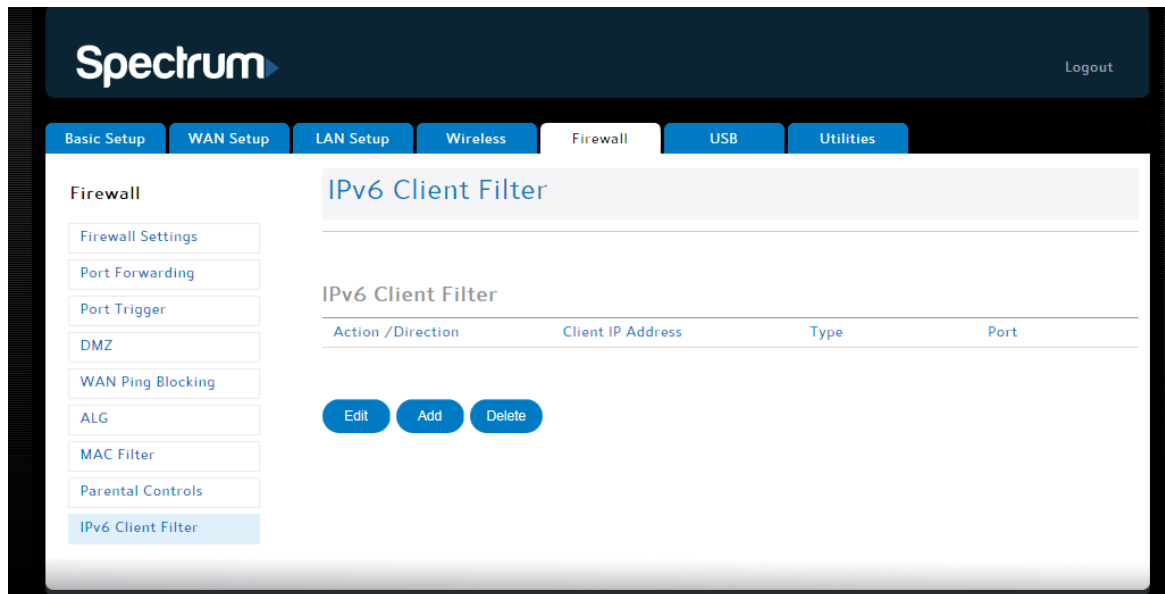 Spectrum
Logout
Basic Setup WAN Setup LAN Setup Wireless Firewall USB Utilities
Firewall
Firewall Settings
Port Forwarding
Port Trigger
DMZ
WAN Ping Blocking
ALG
MAC Filter
Parental Controls
IPv6 Client Filter
IPv6 Client Filter
IPv6 Client Filter
Action /Direction Client IP Address Type Port
Edit Add Delete